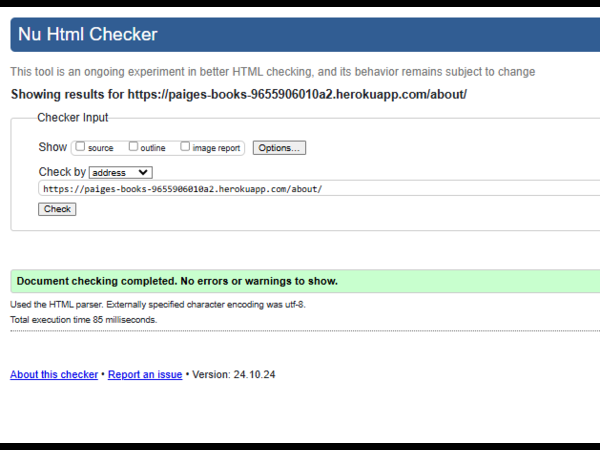 Nu Html Checker
This tool is an ongoing experiment in better HTML checking, and its behavior remains subject to change
Showing results for https://paiges-books-9655906010a2.herokuapp.com/about/
Checker Input
Show source outline image report Options...
Check by address
https://paiges-books-9655906010a2.herokuapp.com/about/
Check
Document checking completed. No errors or warnings to show.
Used the HTML parser. Externally specified character encoding was utf-8.
Total execution time 85 milliseconds.
About this checker • Report an issue • Version: 24.10.24